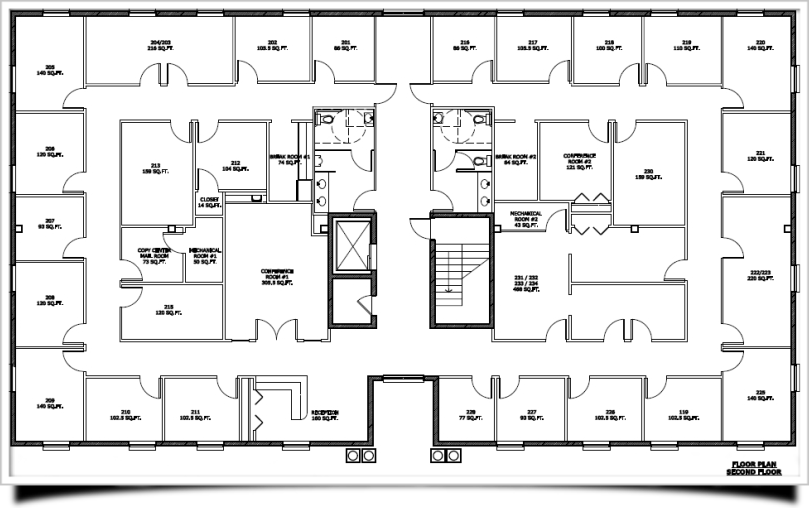 205
140 SQ.FT.
204/203
216 SQ.FT.
202
103.5 SQ.FT.
201
86 SQ.FT.
216
86 SQ.FT.
217
105.5 SQ.FT.
218
100 SQ.FT.
219
110 SQ.FT.
220
140 SQ.FT.
206
120 SQ.FT.
213
159 SQ.FT.
212
104 SQ.FT.
BREAK ROOM #1
74 SQ.FT.
BREAK ROOM #2
64 SQ.FT.
CONFERENCE
ROOM #2
121 SQ.FT.
230
159 SQ.FT.
221
120 SQ.FT.
CLOSET
14 SQ.FT.
207
93 SQ.FT.
MECHANICAL
ROOM #2
43 SQ.FT.
COPY CENTER
MAIL ROOM
73 SQ.FT.
MECHANICAL
ROOM #1
50 SQ.FT.
CONFERENCE
ROOM #1
SQ.FT.
231 / 232
233 / 234
SQ.FT.
222/223
220 SQ.FT.
208
120 SQ.FT.
120 SQ.FT.
209
140 SQ.FT.
210
102.5 SQ.FT.
211
102.5 SQ.FT.
RECEPTION
160 SQ.FT.
228
77 SQ.FT.
227
93 SQ.FT.
226
102.5 SQ.FT.
119
102.5 SQ.FT.
225
140 SQ.FT.
FLOOR PLAN
SECOND FLOOR